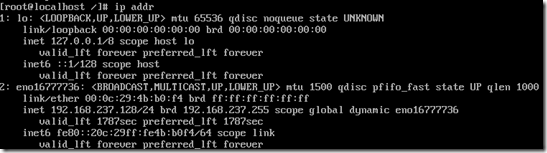 [root@localhost /]# ip addr
1: lo: <LOOPBACK,UP,LOWER_UP> mtu 65536 qdisc noqueue state UNKNOWN
link/loopback 00:00:00:00:00:00 brd 00:00:00:00:00:00
inet 127.0.0.1/8 scope host lo
valid_lft forever preferred_lft forever
inet6 ::1/128 scope host
valid_lft forever preferred_lft forever
2: eno16777736: <BROADCAST,MULTICAST,UP,LOWER_UP> mtu 1500 qdisc pfifo_fast state UP qlen 1000
link/ether 00:0c:29:4b:b0:f4 brd ff:ff:ff:ff:ff:ff
inet 192.168.237.128/24 brd 192.168.237.255 scope global dynamic eno16777736
valid_lft 1787sec preferred_lft 1787sec
inet6 fe80::20c:29ff:fe4b:b0f4/64 scope link
valid_lft forever preferred_lft forever